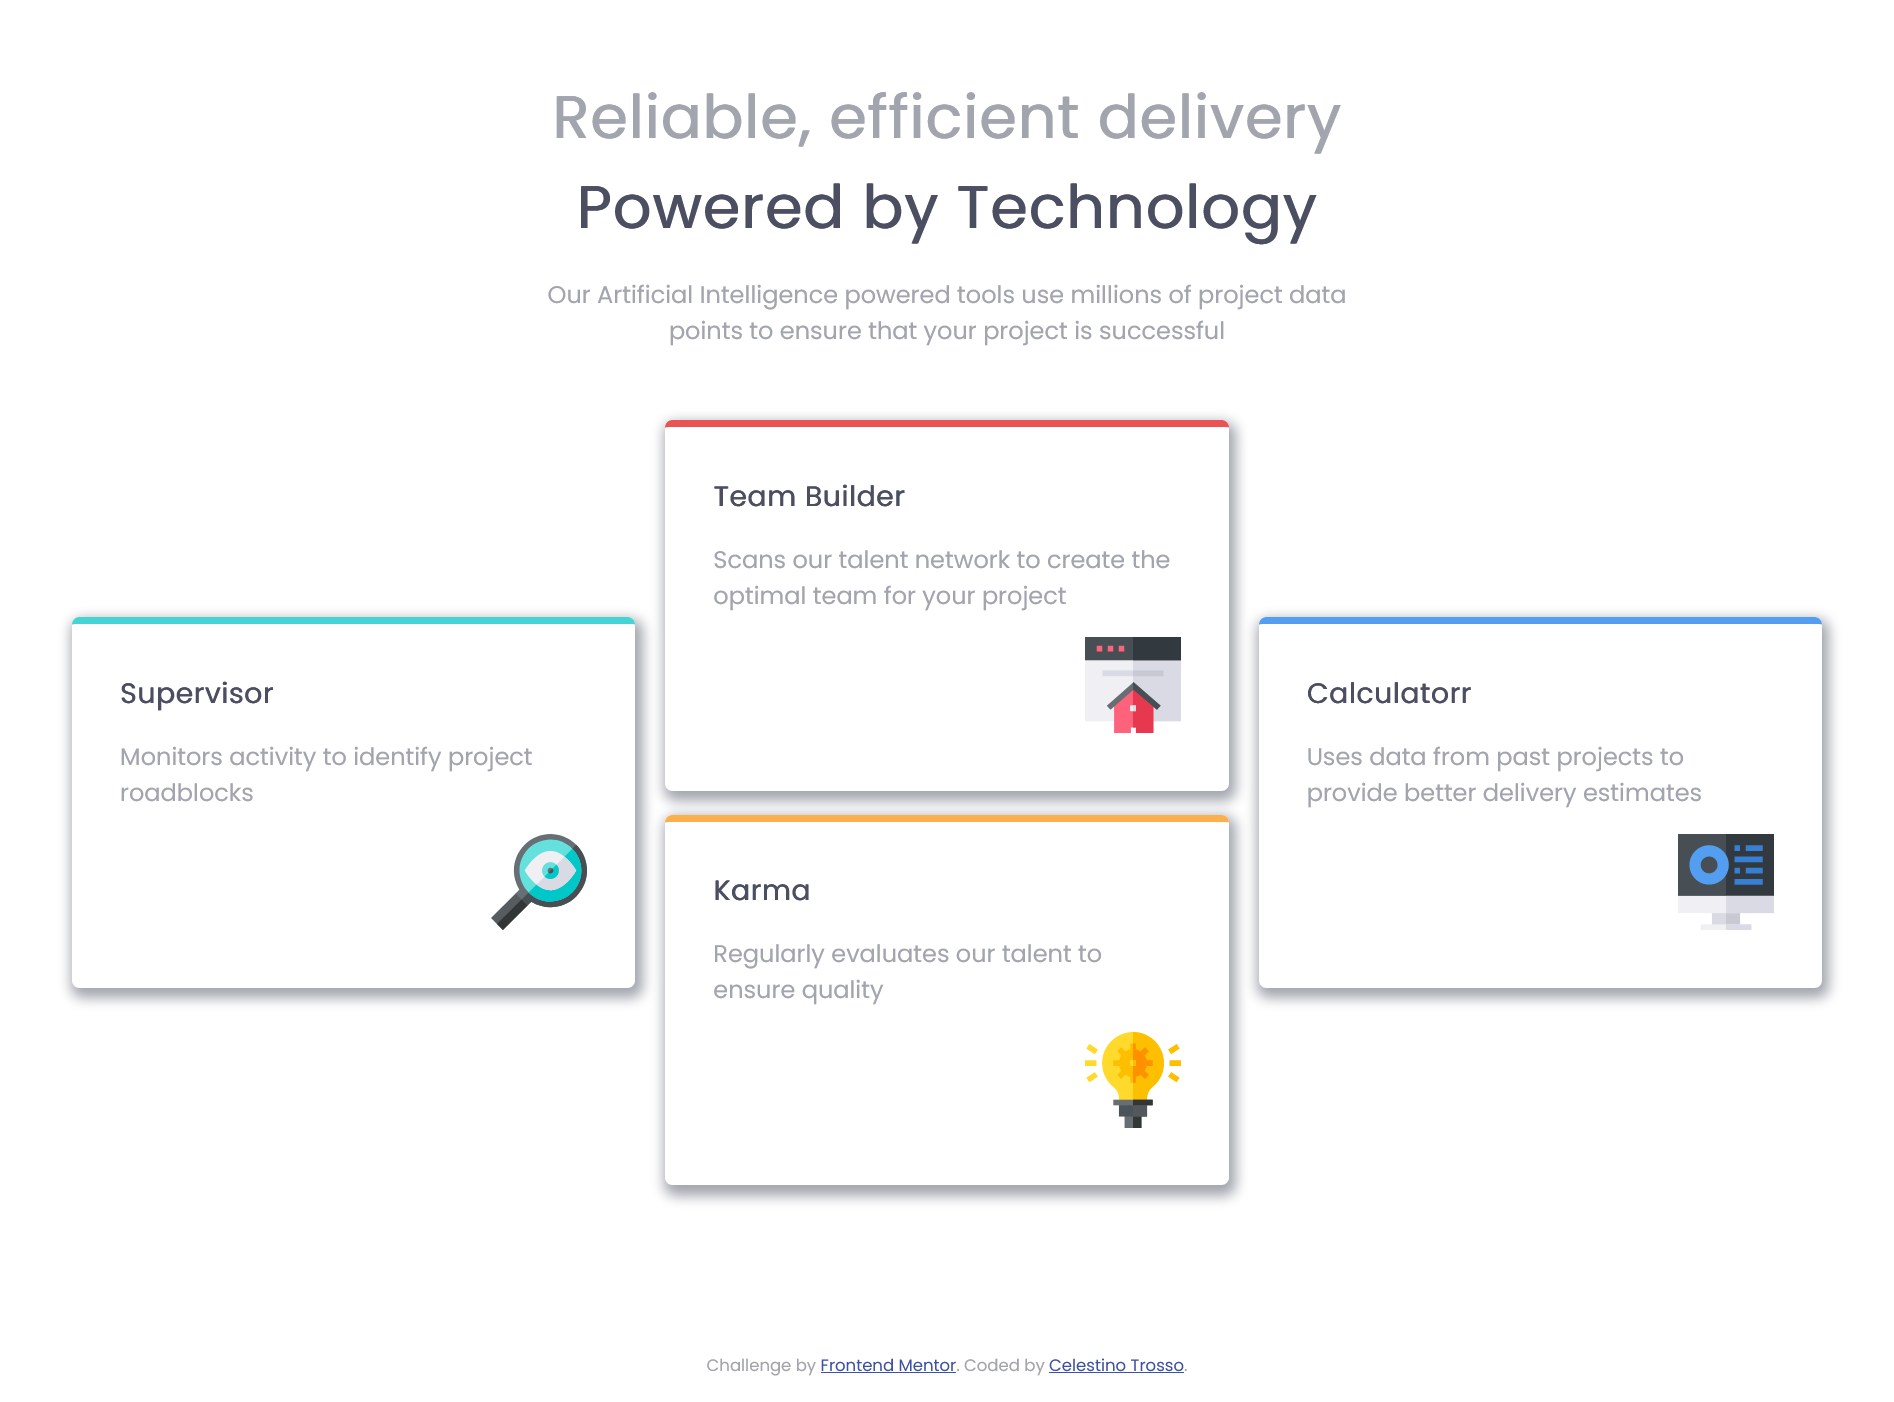 Reliable, efficient delivery
Powered by Technology
Our Artificial Intelligence powered tools use millions of project data
points to ensure that your project is successful
Supervisor
Monitors activity to identify project
roadblocks
Team Builder
Scans our talent network to create the
optimal team for your project
Karma
Regularly evaluates our talent to
ensure quality
Calculatorr
Uses data from past projects to
provide better delivery estimates
Challenge by Frontend Mentor. Coded by Celestino Trosso.